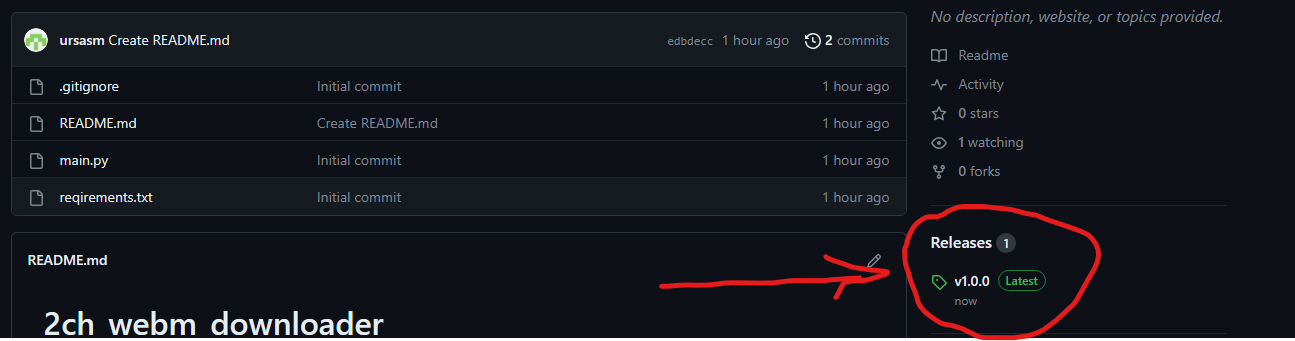 No description, website, or topics provided.
ursasm Create README.md edbdecc 1 hour ago 2 commits
Readme
.gitignore Initial commit 1 hour ago
Activity
0 stars
README.md Create README.md 1 hour ago
1 watching
main.py Initial commit 1 hour ago
0 forks
reqirements.txt Initial commit 1 hour ago
Releases 1
README.md
v1.0.0 Latest
now
2ch_webm_downloader